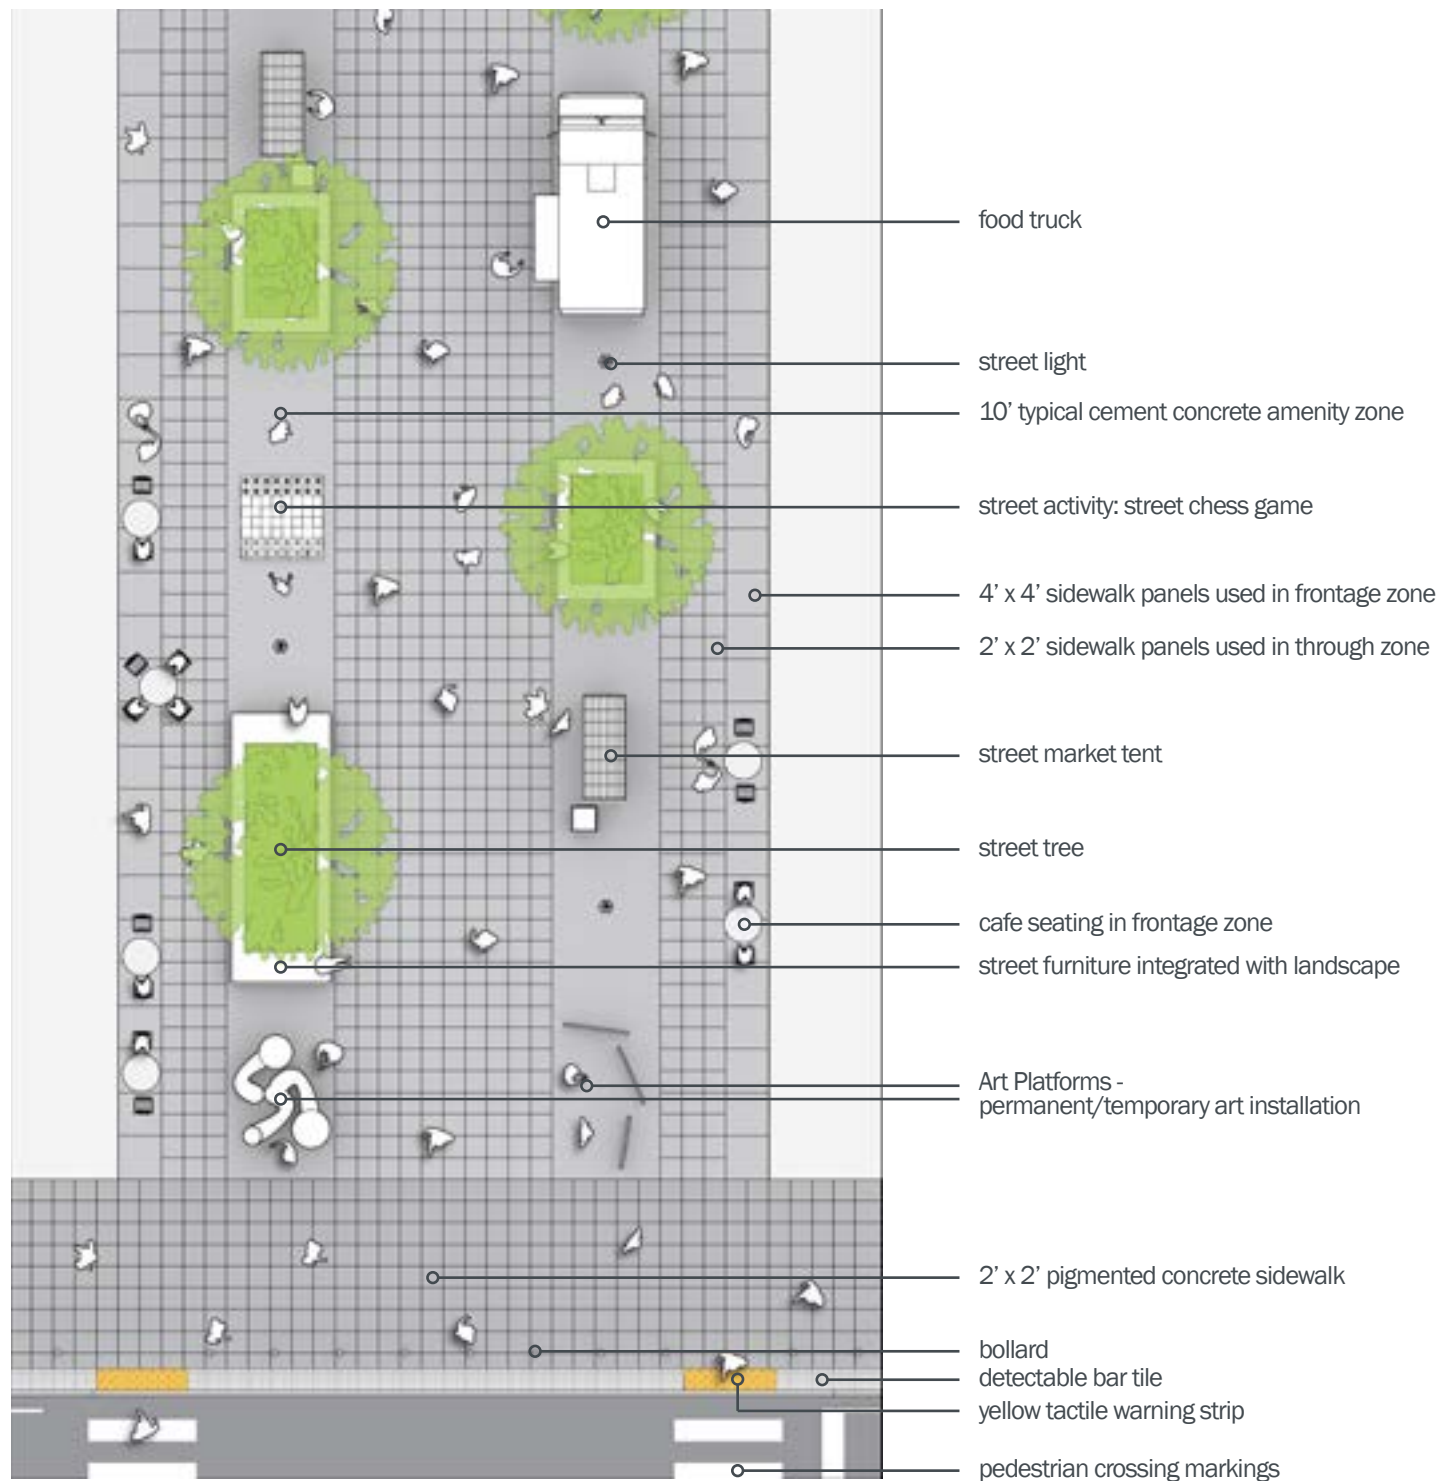 food truck
street light
10’ typical cement concrete amenity zone
street activity: street chess game
4’ x 4’ sidewalk panels used in frontage zone
2’ x 2’ sidewalk panels used in through zone
street market tent
street tree
cafe seating in frontage zone
street furniture integrated with landscape
Art Platforms -
permanent/temporary art installation
2’ x 2’ pigmented concrete sidewalk
bollard
detectable bar tile
yellow tactile warning strip
pedestrian crossing markings